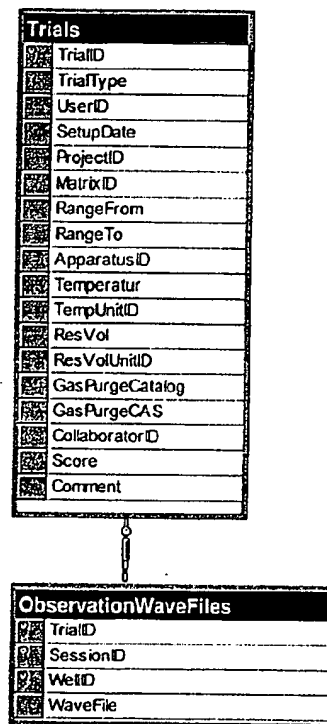 Trials
TrialID
TrialType
UserID
SetupDate
ProjectID
MatrixID
RangeFrom
RangeTo
ApparatusID
Temperatur
TempUnitID
ResVol
ResVolUnitID
GasPurgeCatalog
GasPurgeCAS
CollaboratorID
Score
Comment
ObservationWaveFiles
TrialID
SessionID
WellID
WaveFile